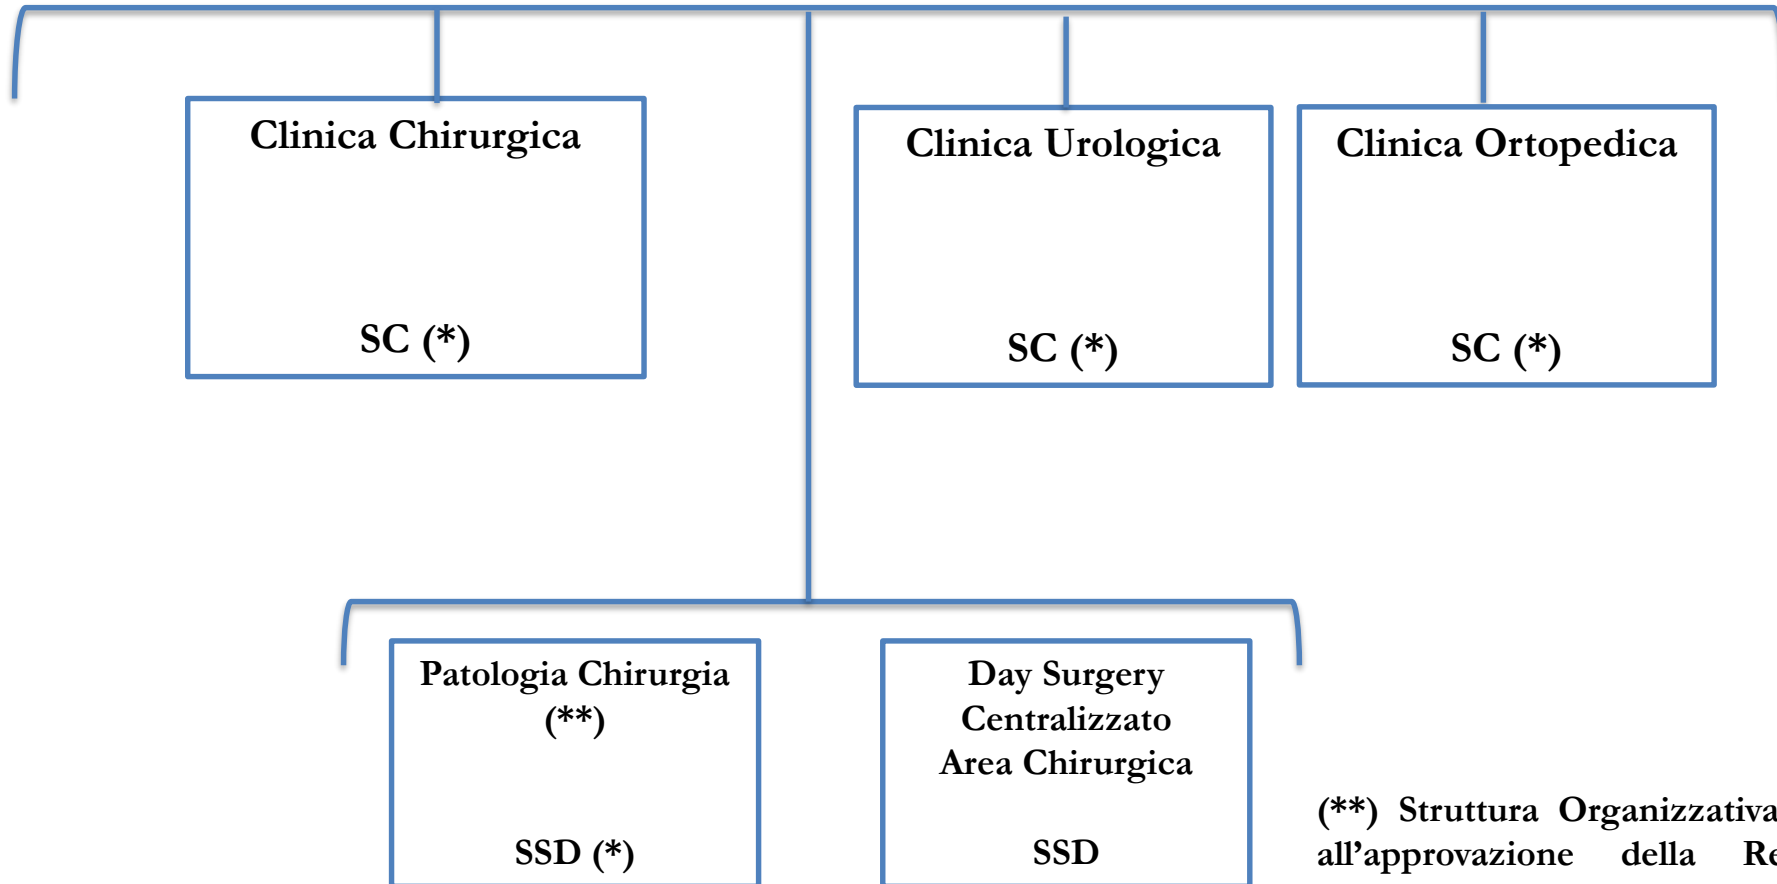 Clinica Chirurgica
SC (*)
Clinica Urologica
SC (*)
Clinica Ortopedica
SC (*)
Patologia Chirurgia
(**)
SSD (*)
Day Surgery
Centralizzato
Area Chirurgica
SSD
(**) Struttura Organizzativa
all’approvazione della